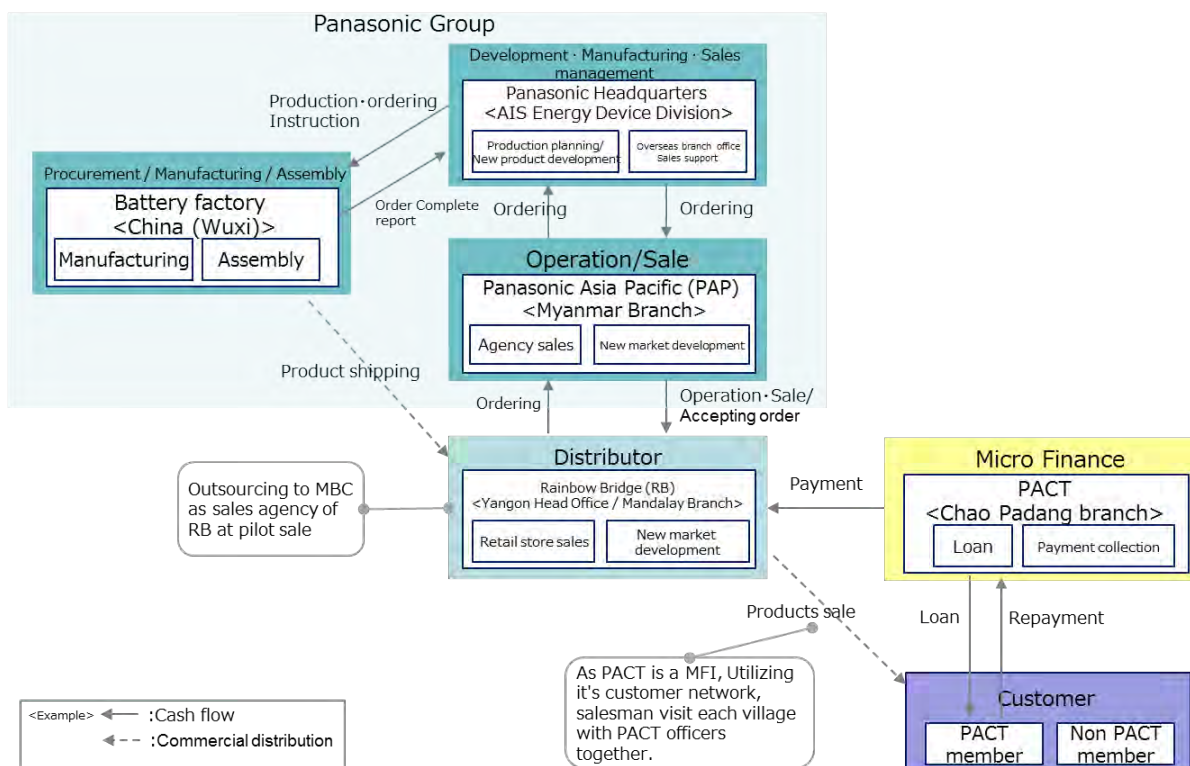 Panasonic Group
Development · Manufacturing · Sales
management
Panasonic Headquarters
<AIS Energy Device Division>
Production planning/
New product development
Overseas branch office
Sales support
Production･ordering
Instruction
Procurement / Manufacturing / Assembly
Battery factory
<China (Wuxi)>
Manufacturing
Assembly
Order Complete
report
Ordering
Ordering
Operation/Sale
Panasonic Asia Pacific (PAP)
<Myanmar Branch>
Agency sales
New market development
Product shipping
Ordering
Operation･Sale/
Accepting order
Distributor
Rainbow Bridge (RB)
<Yangon Head Office / Mandalay Branch>
Retail store sales
New market
development
Outsourcing to MBC
as sales agency of
RB at pilot sale
Payment
Micro Finance
PACT
<Chao Padang branch>
Loan
Payment collection
Products sale
Loan
Repayment
As PACT is a MFI, Utilizing
it's customer network,
salesman visit each village
with PACT officers
together.
Customer
PACT
member
Non PACT
member
<Example>
:Cash flow
:Commercial distribution